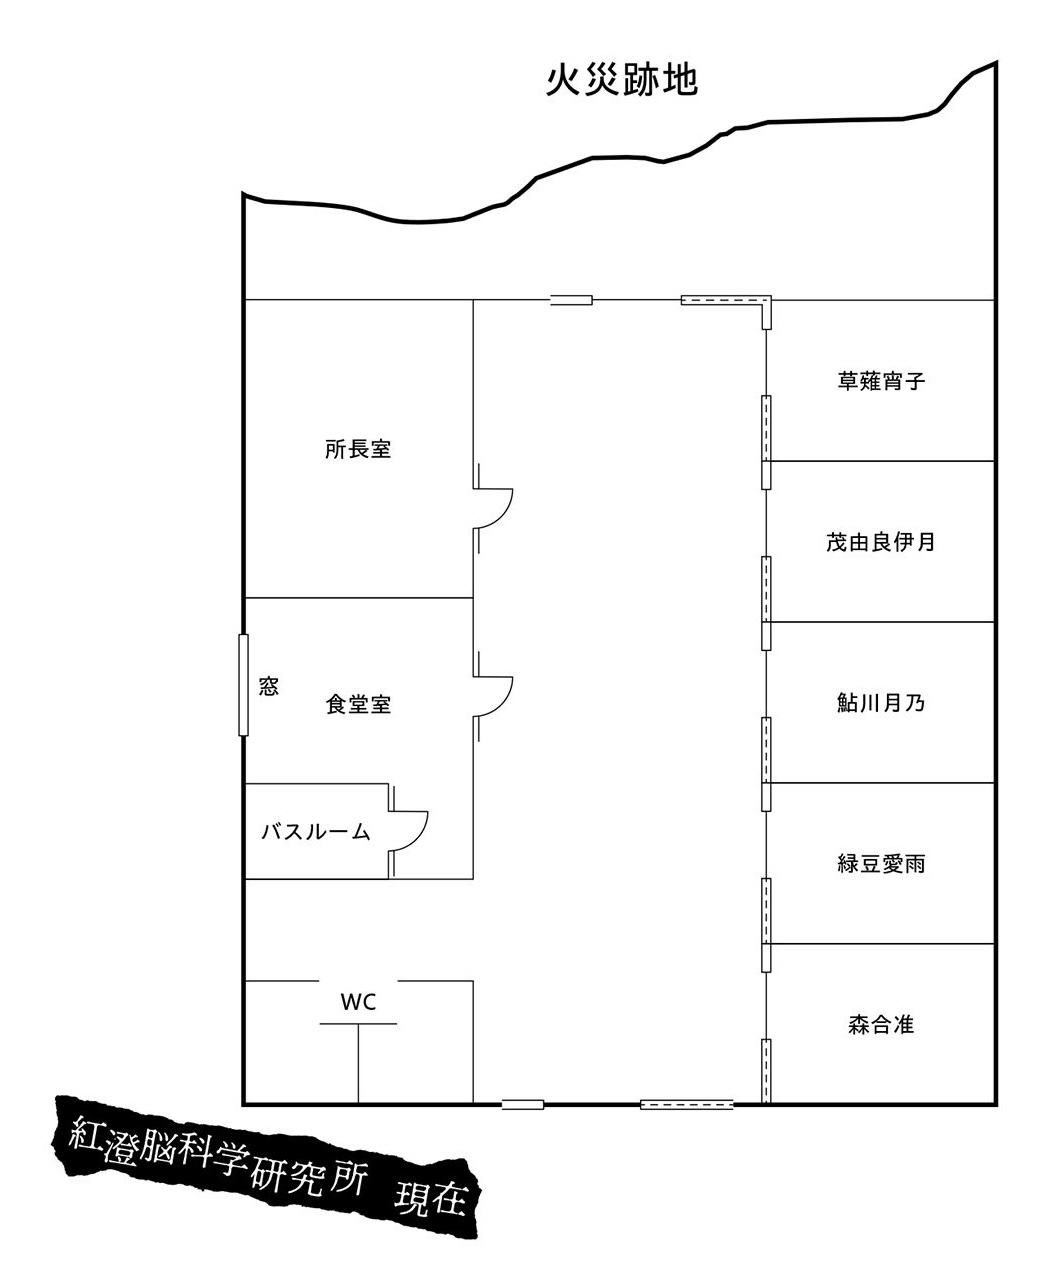 火災跡地
草薙宵子
所長室
茂由良伊月
窓
食堂室
鮎川月乃
バスルーム
緑豆愛雨
WC
森合准
紅澄脳科学研究所 現在